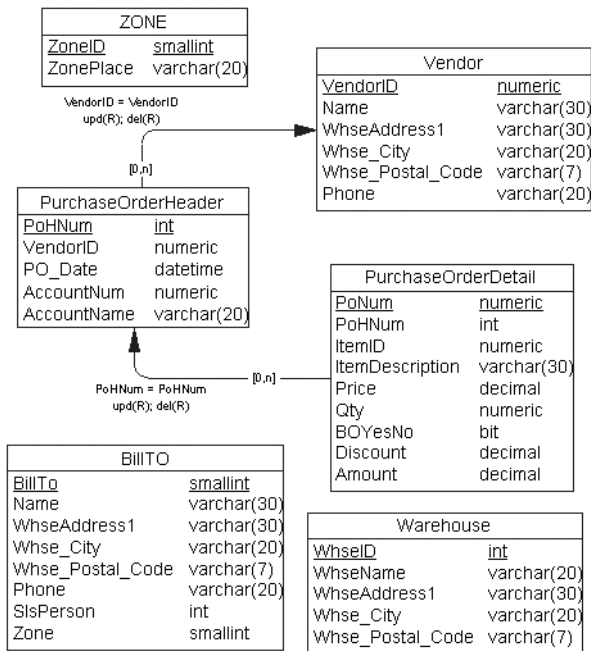 ZONE
ZoneID smallint
ZonePlace varchar(20)
Vendor
VendorID numeric
Name varchar(30)
WhseAddress1 varchar(30)
Whse_City varchar(20)
Whse_Postal_Code varchar(7)
Phone varchar(20)
VendorID = VendorID
upd(R); del(R)
[0,n]
PurchaseOrderHeader
PoHNum int
VendorID numeric
PO_Date datetime
AccountNum numeric
AccountName varchar(20)
PurchaseOrderDetail
PoNum numeric
PoHNum int
ItemID numeric
ItemDescription varchar(30)
Price decimal
Qty numeric
BOYesNo bit
Discount decimal
Amount decimal
[0,n]
PoHNum = PoHNum
upd(R); del(R)
BillTO
BillTo smallint
Name varchar(30)
WhseAddress1 varchar(30)
Whse_City varchar(20)
Whse_Postal_Code varchar(7)
Phone varchar(20)
SlsPerson int
Zone smallint
Warehouse
WhseID int
WhseName varchar(20)
WhseAddress1 varchar(30)
Whse_City varchar(20)
Whse_Postal_Code varchar(7)